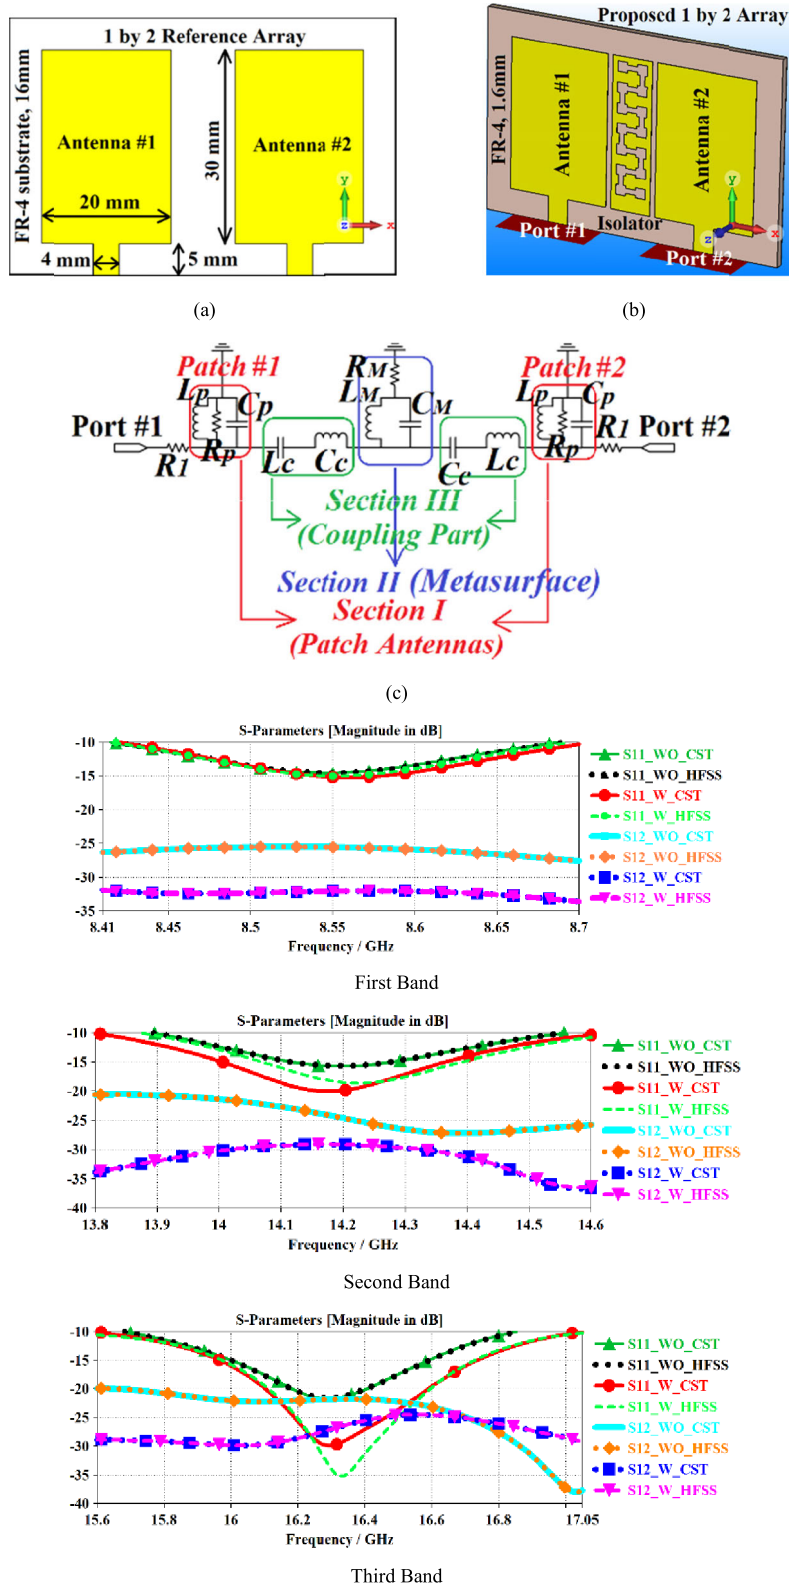 1 by 2 Reference Array
FR-4 substrate, 16mm
Antenna #1
30 mm
Antenna #2
20 mm
4 mm
5 mm
y
z
x
(a)
Proposed 1 by 2 Array
FR-4, 1.6mm
Antenna #1
Antenna #2
Isolator
Port #1
Port #2
y
z
x
(b)
Patch #1
RM
Patch #2
Lp
Cp
LM
CM
Lp
Cp
Port #1
R1
Rp
Lc
Cc
Cc
Lc
Rp
R1
Port #2
Section III
(Coupling Part)
Section II (Metasurface)
Section I
(Patch Antennas)
(c)
S-Parameters [Magnitude in dB]
-10
-15
-20
-25
-30
-35
8.41
8.45
8.5
8.55
8.6
8.65
8.7
Frequency / GHz
S11_WO_CST
S11_WO_HFSS
S11_W_CST
S11_W_HFSS
S12_WO_CST
S12_WO_HFSS
S12_W_CST
S12_W_HFSS
First Band
S-Parameters [Magnitude in dB]
-10
-15
-20
-25
-30
-35
-40
13.8
13.9
14
14.1
14.2
14.3
14.4
14.5
14.6
Frequency / GHz
S11_WO_CST
S11_WO_HFSS
S11_W_CST
S11_W_HFSS
S12_WO_CST
S12_WO_HFSS
S12_W_CST
S12_W_HFSS
Second Band
S-Parameters [Magnitude in dB]
-10
-15
-20
-25
-30
-35
-40
15.6
15.8
16
16.2
16.4
16.6
16.8
17.05
Frequency / GHz
S11_WO_CST
S11_WO_HFSS
S11_W_CST
S11_W_HFSS
S12_WO_CST
S12_WO_HFSS
S12_W_CST
S12_W_HFSS
Third Band